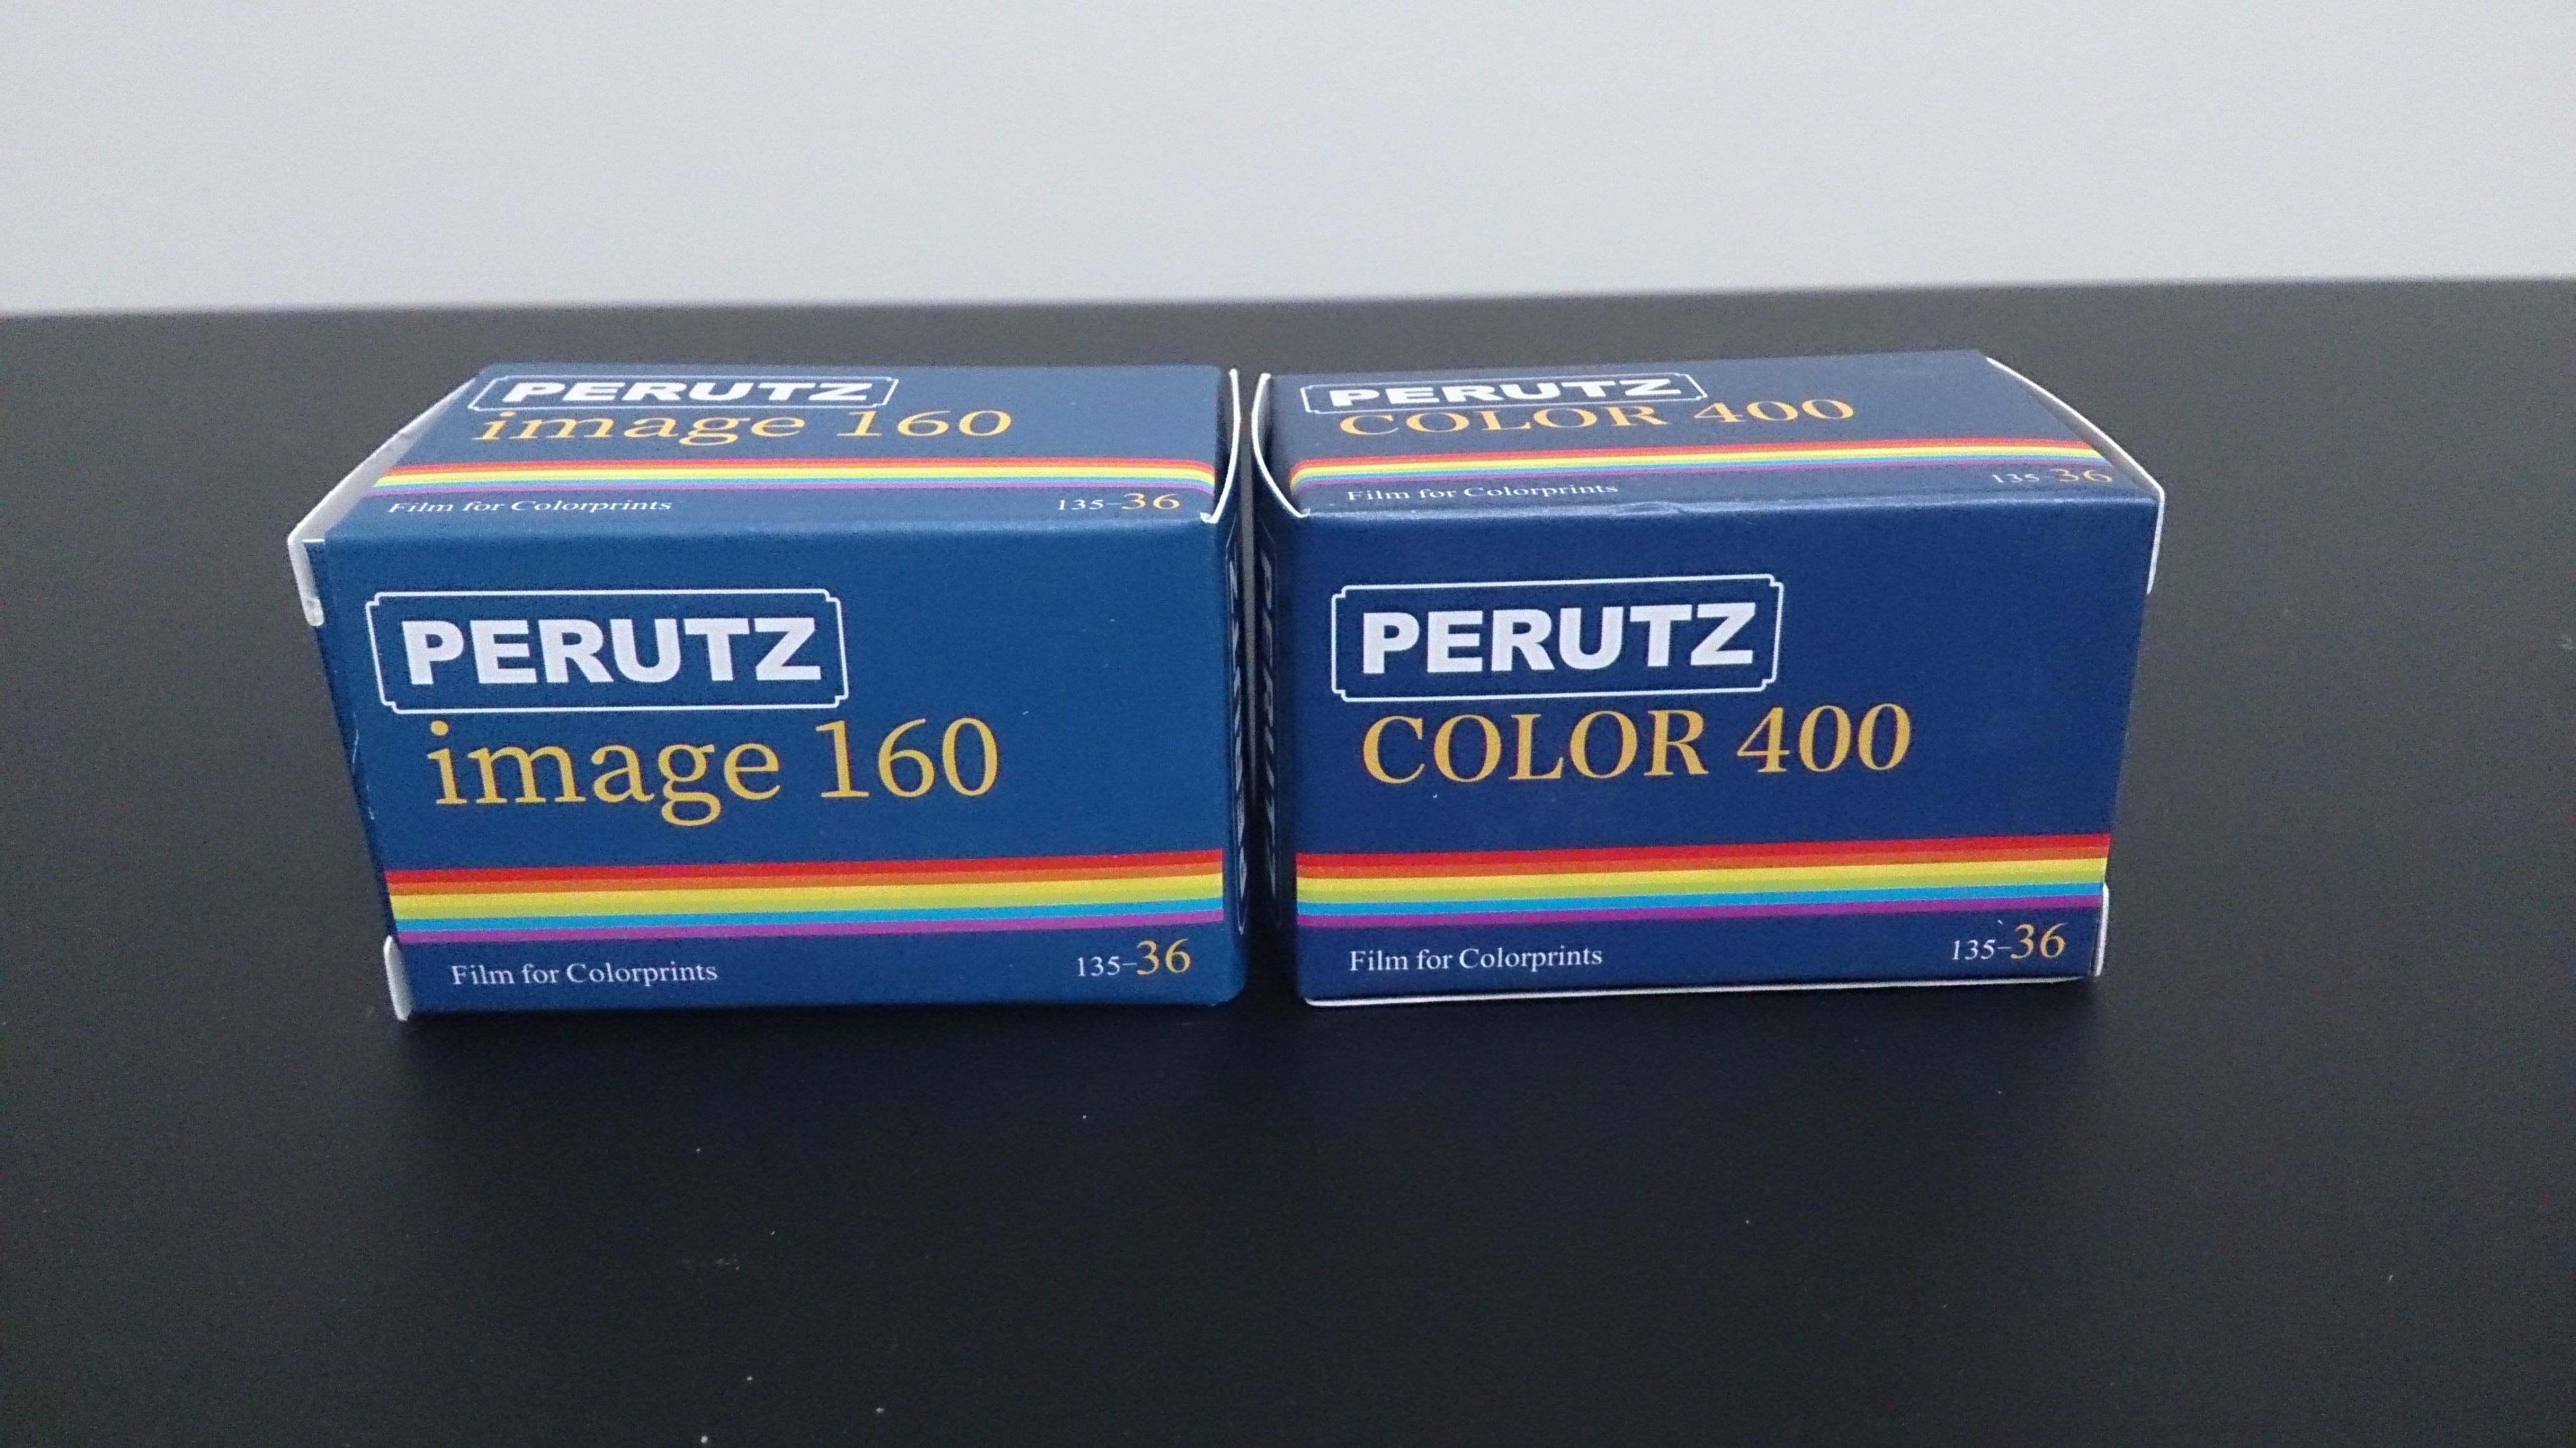 PERUTZ
image 160
Film for Colorprints
135-36
PERUTZ
image 160
Film for Colorprints
135-36
PERUTZ
COLOR 400
Film for Colorprints
135-36
PERUTZ
COLOR 400
Film for Colorprints
135-36
PERUTZ